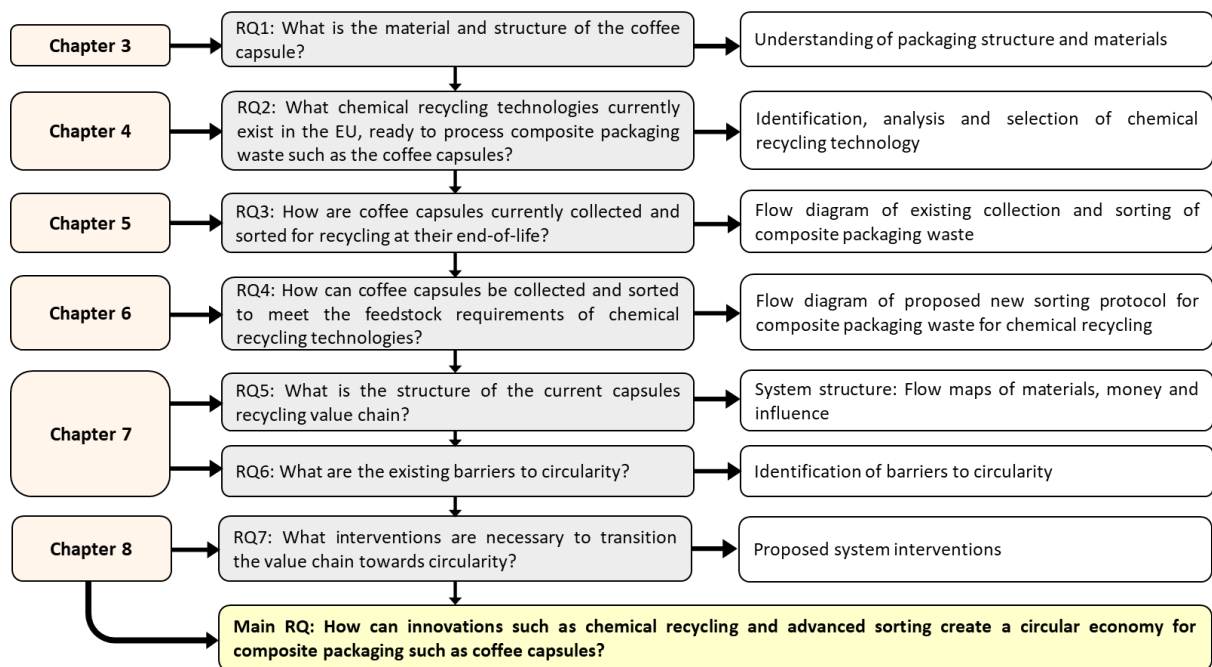 Chapter 3
RQ1: What is the material and structure of the coffee
capsule?
Understanding of packaging structure and materials
Chapter 4
RQ2: What chemical recycling technologies currently
exist in the EU, ready to process composite packaging
waste such as the coffee capsules?
Identification, analysis and selection of chemical
recycling technology
Chapter 5
RQ3: How are coffee capsules currently collected and
sorted for recycling at their end-of-life?
Flow diagram of existing collection and sorting of
composite packaging waste
Chapter 6
RQ4: How can coffee capsules be collected and sorted
to meet the feedstock requirements of chemical
recycling technologies?
Flow diagram of proposed new sorting protocol for
composite packaging waste for chemical recycling
Chapter 7
RQ5: What is the structure of the current capsules
recycling value chain?
System structure: Flow maps of materials, money and
influence
RQ6: What are the existing barriers to circularity?
Identification of barriers to circularity
Chapter 8
RQ7: What interventions are necessary to transition
the value chain towards circularity?
Proposed system interventions
Main RQ: How can innovations such as chemical recycling and advanced sorting create a circular economy for
composite packaging such as coffee capsules?